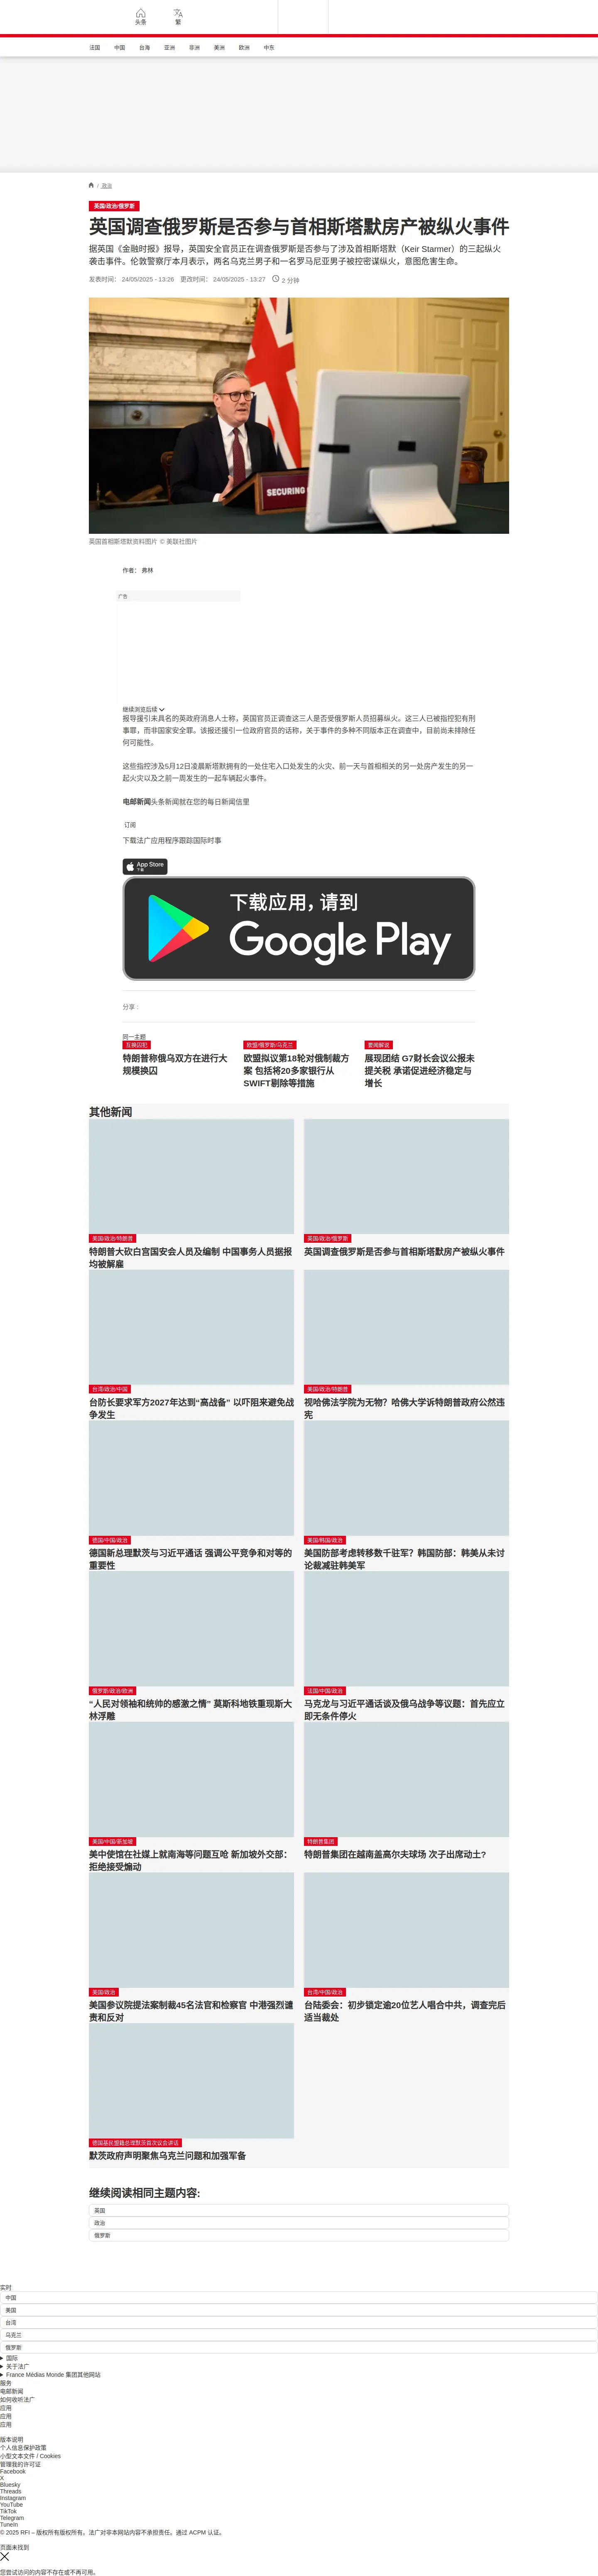 头条
繁
法国 中国 台海 亚洲 非洲 美洲 欧洲 中东
/ 政治
英国/政治/俄罗斯
英国调查俄罗斯是否参与首相斯塔默房产被纵火事件
据英国《金融时报》报导，英国安全官员正在调查俄罗斯是否参与了涉及首相斯塔默（Keir Starmer）的三起纵火
袭击事件。伦敦警察厅本月表示，两名乌克兰男子和一名罗马尼亚男子被控密谋纵火，意图危害生命。
发表时间： 24/05/2025 - 13:26 更改时间： 24/05/2025 - 13:27 2 分钟
SECURING
英国首相斯塔默资料图片 © 美联社图片
作者： 弗林
广告
继续浏览后续
报导援引未具名的英政府消息人士称，英国官员正调查这三人是否受俄罗斯人员招募纵火。这三人已被指控犯有刑
事罪，而非国家安全罪。该报还援引一位政府官员的话称，关于事件的多种不同版本正在调查中，目前尚未排除任
何可能性。
这些指控涉及5月12日凌晨斯塔默拥有的一处住宅入口处发生的火灾、前一天与首相相关的另一处房产发生的另一
起火灾以及之前一周发生的一起车辆起火事件。
电邮新闻头条新闻就在您的每日新闻信里
订阅
下载法广应用程序跟踪国际时事
App Store
下载
下载应用，请到
Google Play
分享 :
同一主题
互换囚犯
特朗普称俄乌双方在进行大
规模换囚
欧盟/俄罗斯/乌克兰
欧盟拟议第18轮对俄制裁方
案 包括将20多家银行从
SWIFT剔除等措施
要闻解说
展现团结 G7财长会议公报未
提关税 承诺促进经济稳定与
增长
其他新闻
美国/政治/特朗普
特朗普大砍白宫国安会人员及编制 中国事务人员据报
均被解雇
英国/政治/俄罗斯
英国调查俄罗斯是否参与首相斯塔默房产被纵火事件
台湾/政治/中国
台防长要求军方2027年达到“高战备” 以吓阻来避免战
争发生
美国/政治/特朗普
视哈佛法学院为无物？哈佛大学诉特朗普政府公然违
宪
德国/中国/政治
德国新总理默茨与习近平通话 强调公平竞争和对等的
重要性
美国/韩国/政治
美国防部考虑转移数千驻军？韩国防部：韩美从未讨
论裁减驻韩美军
俄罗斯/政治/欧洲
“人民对领袖和统帅的感激之情” 莫斯科地铁重现斯大
林浮雕
法国/中国/政治
马克龙与习近平通话谈及俄乌战争等议题：首先应立
即无条件停火
美国/中国/新加坡
美中使馆在社媒上就南海等问题互呛 新加坡外交部：
拒绝接受煽动
特朗普集团
特朗普集团在越南盖高尔夫球场 次子出席动土?
美国/政治
美国参议院提法案制裁45名法官和检察官 中港强烈谴
责和反对
台湾/中国/政治
台陆委会：初步锁定逾20位艺人唱合中共，调查完后
适当裁处
德国基民盟籍总理默茨首次议会讲话
默茨政府声明聚焦乌克兰问题和加强军备
继续阅读相同主题内容:
英国
政治
俄罗斯
实时
中国
美国
台湾
乌克兰
俄罗斯
国际
关于法广
France Médias Monde 集团其他网站
服务
电邮新闻
如何收听法广
应用
应用
应用
版本说明
个人信息保护政策
小型文本文件 / Cookies
管理我的许可证
Facebook
X
Bluesky
Threads
Instagram
YouTube
TikTok
Telegram
TuneIn
© 2025 RFI – 版权所有版权所有。法广对非本网站内容不承担责任。通过 ACPM 认证。
页面未找到
您尝试访问的内容不存在或不再可用。